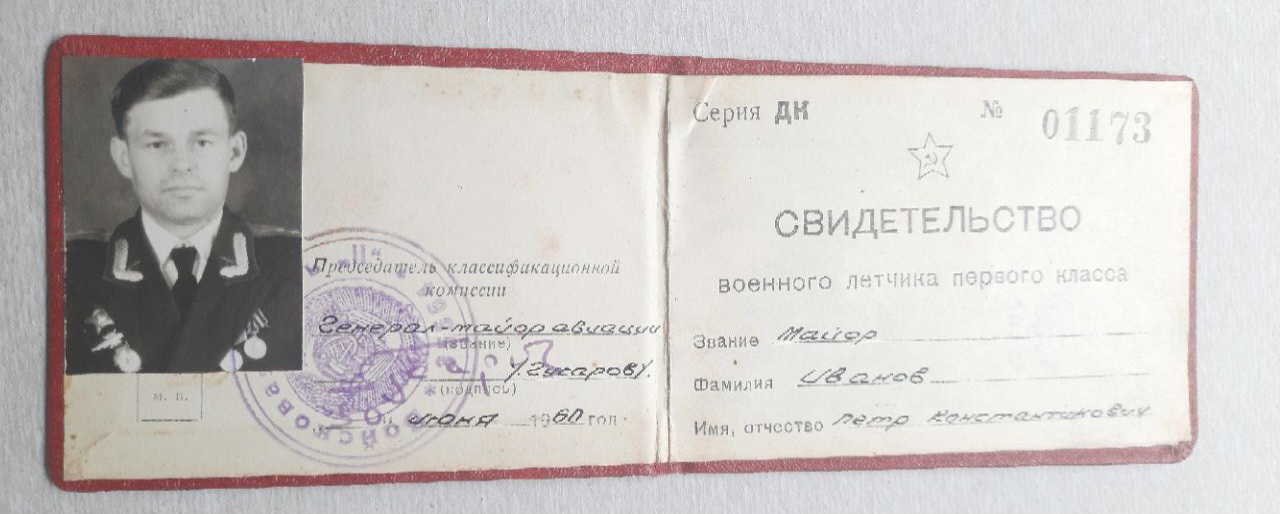 Председатель классификационной
комиссии
Генерал-майор авиации
(звание)
/Гусаров/.
(подпись)
июня 1960 год
М. П.
Серия ДК № 01173
СВИДЕТЕЛЬСТВО
военного летчика первого класса
Звание Майор
Фамилия Иванов
Имя, отчество Петр Константинович